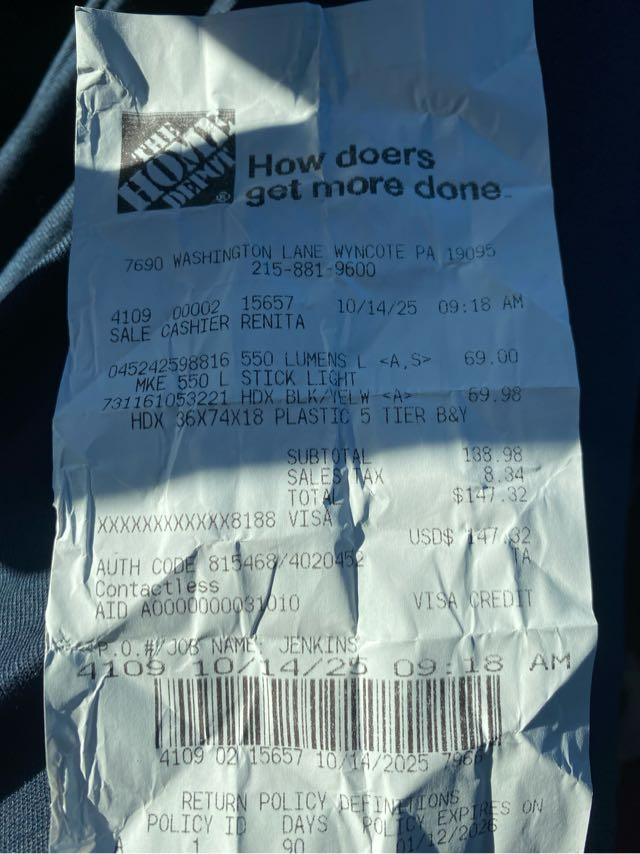 THE
HOME
DEPOT®
How doers
get more done™
7690 WASHINGTON LANE WYNCOTE PA 19095
215-881-9600
4109 00002 15657 10/14/25 09:18 AM
SALE CASHIER RENITA
045242598816 550 LUMENS L <A,S> 69.00
MKE 550 L STICK LIGHT
731161053221 HDX BLK/YELW <A> 69.98
HDX 36X74X18 PLASTIC 5 TIER B&Y
SUBTOTAL 138.98
SALES TAX 8.34
TOTAL $147.32
XXXXXXXXXXXX8188 VISA
USD$ 147.32
AUTH CODE 815468/4020452 TA
Contactless
AID A0000000031010 VISA CREDIT
P.O.#/JOB NAME: JENKINS
4109 10/14/25 09:18 AM
4109 02 15657 10/14/2025
RETURN POLICY DEFINITIONS
POLICY ID DAYS POLICY EXPIRES ON
A 1 90 01/12/2026